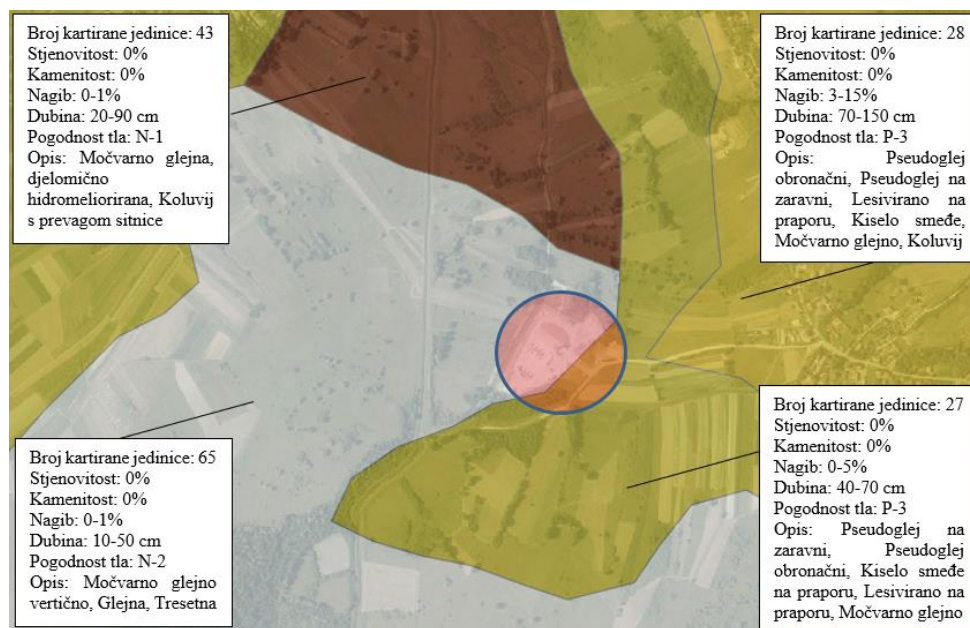 Broj kartirane jedinice: 43
Stjenovitost: 0%
Kamenitost: 0%
Nagib: 0-1%
Dubina: 20-90 cm
Pogodnost tla: N-1
Opis: Močvarno glejna,
djelomično
hidromeliorirana, Koluvij
s prevagom sitnice
Broj kartirane jedinice: 28
Stjenovitost: 0%
Kamenitost: 0%
Nagib: 3-15%
Dubina: 70-150 cm
Pogodnost tla: P-3
Opis: Pseudoglej
obronačni, Pseudoglej na
zaravni, Lesivirano na
praporu, Kiselo smeđe,
Močvarno glejno, Koluvij
Broj kartirane jedinice: 65
Stjenovitost: 0%
Kamenitost: 0%
Nagib: 0-1%
Dubina: 10-50 cm
Pogodnost tla: N-2
Opis: Močvarno glejno
vertično, Glejna, Tresetna
Broj kartirane jedinice: 27
Stjenovitost: 0%
Kamenitost: 0%
Nagib: 0-5%
Dubina: 40-70 cm
Pogodnost tla: P-3
Opis: Pseudoglej na
zaravni, Pseudoglej
obronačni, Kiselo smeđe
na praporu, Lesivirano na
praporu, Močvarno glejno